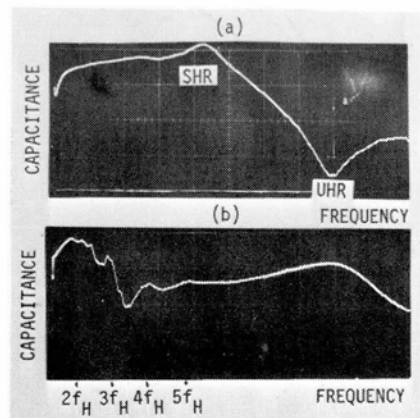 (a)
CAPACITANCE
SHR
UHR
FREQUENCY
(b)
CAPACITANCE
2fH 3fH 4fH 5fH
FREQUENCY